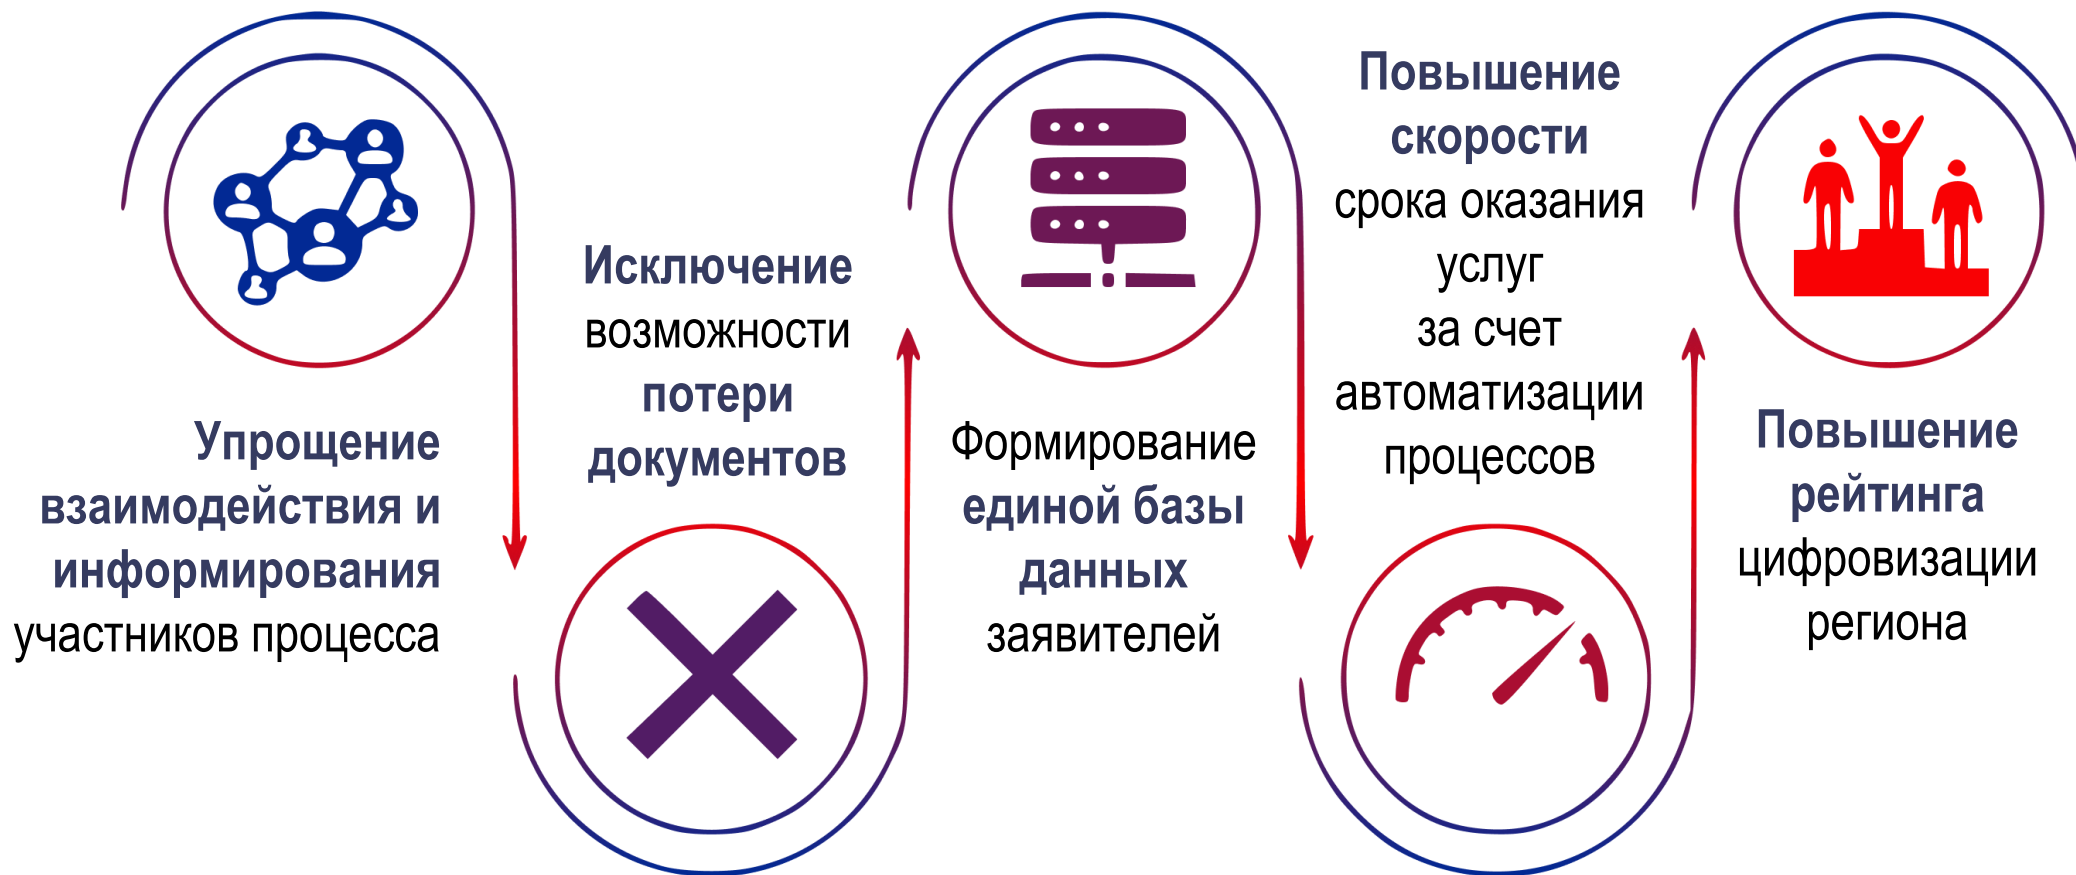 Упрощение
взаимодействия и
информирования
участников процесса
Исключение
возможности
потери
документов
Формирование
единой базы
данных
заявителей
Повышение
скорости
срока оказания
услуг
за счет
автоматизации
процессов
Повышение
рейтинга
цифровизации
региона